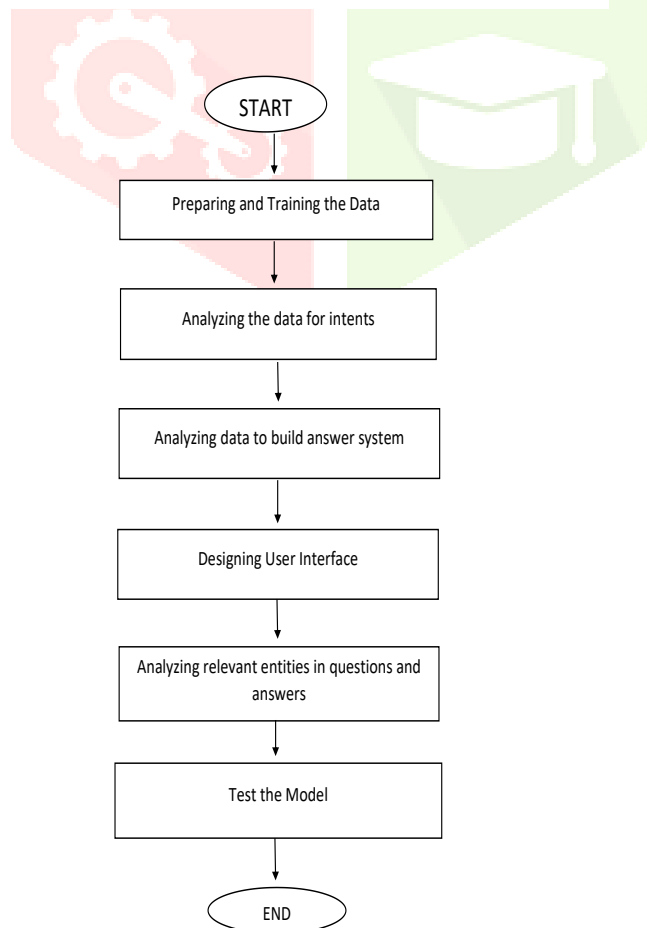 START
Preparing and Training the Data
Analyzing the data for intents
Analyzing data to build answer system
Designing User Interface
Analyzing relevant entities in questions and
answers
Test the Model
END